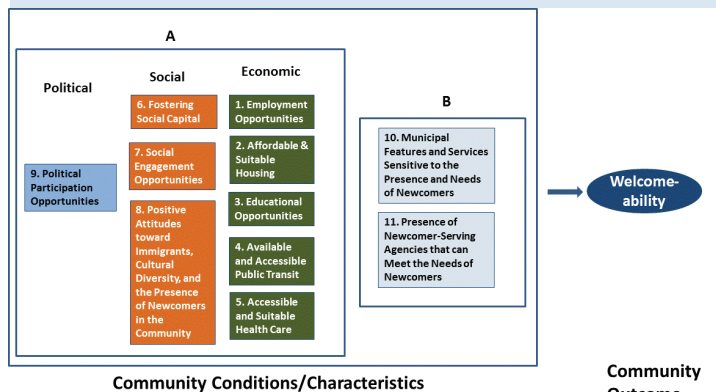 A
Political
Social
Economic
9. Political
Participation
Opportunities
6. Fostering
Social Capital
7. Social
Engagement
Opportunities
8. Positive
Attitudes
toward
Immigrants,
Cultural
Diversity, and
the Presence
of Newcomers
in the
Community
1. Employment
Opportunities
2. Affordable &
Suitable
Housing
3. Educational
Opportunities
4. Available
and Accessible
Public Transit
5. Accessible
and Suitable
Health Care
B
10. Municipal
Features and Services
Sensitive to the
Presence and Needs
of Newcomers
11. Presence of
Newcomer-Serving
Agencies that can
Meet the Needs of
Newcomers
Welcome-
ability
Community Conditions/Characteristics
Community